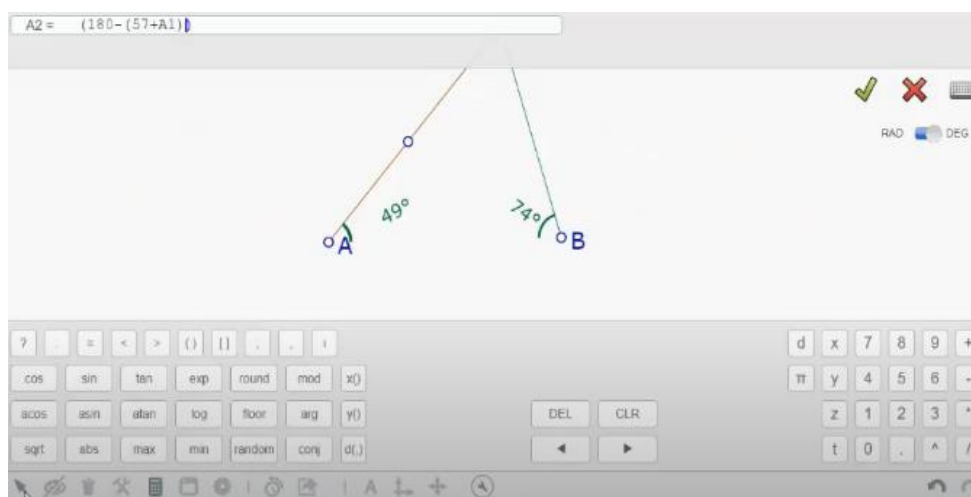 A2 = (180-(57+A1))
RAD DEG
49°
74°
A
B
? . = < > ( ) [ ] d x 7 8 9 +
cos sin tan exp round mod x() π y 4 5 6 -
acos asin atan log floor arg y() DEL CLR z 1 2 3 *
sqrt abs max min random conj d(,) ◄ ► t 0 . ^ /
A